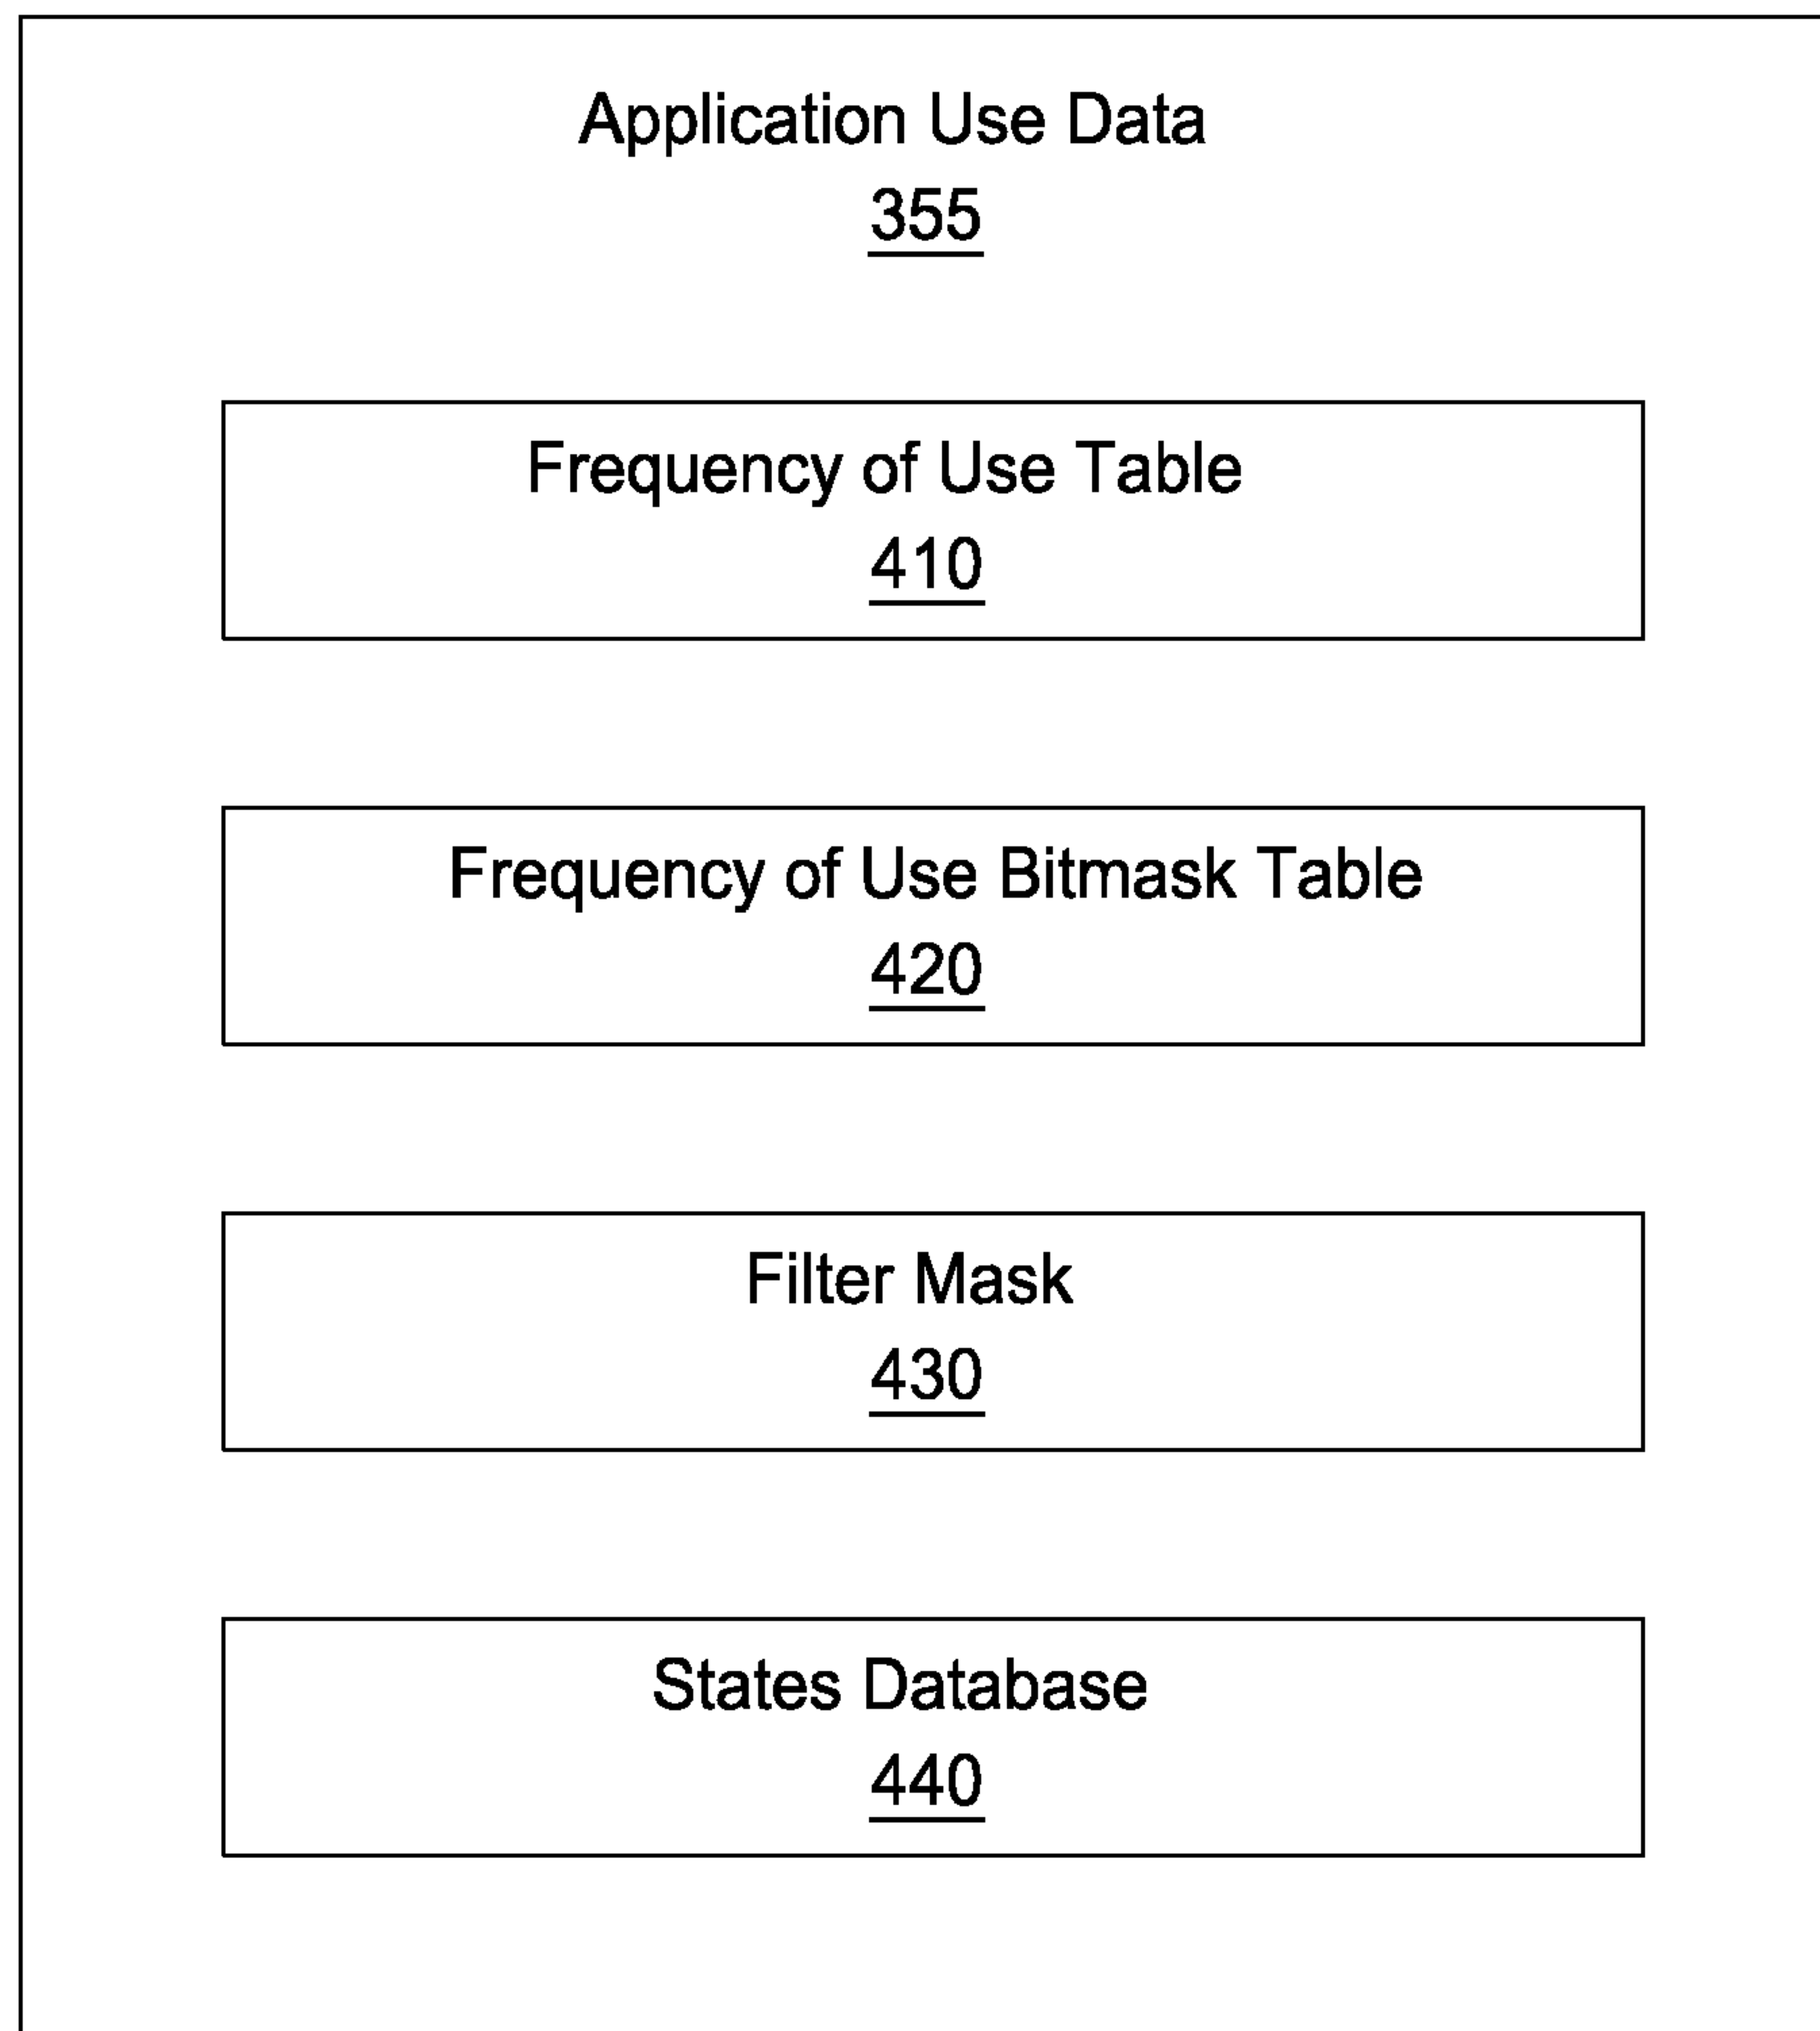 Application Use Data
355
Frequency of Use Table
410
Frequency of Use Bitmask Table
420
Filter Mask
430
States Database
440